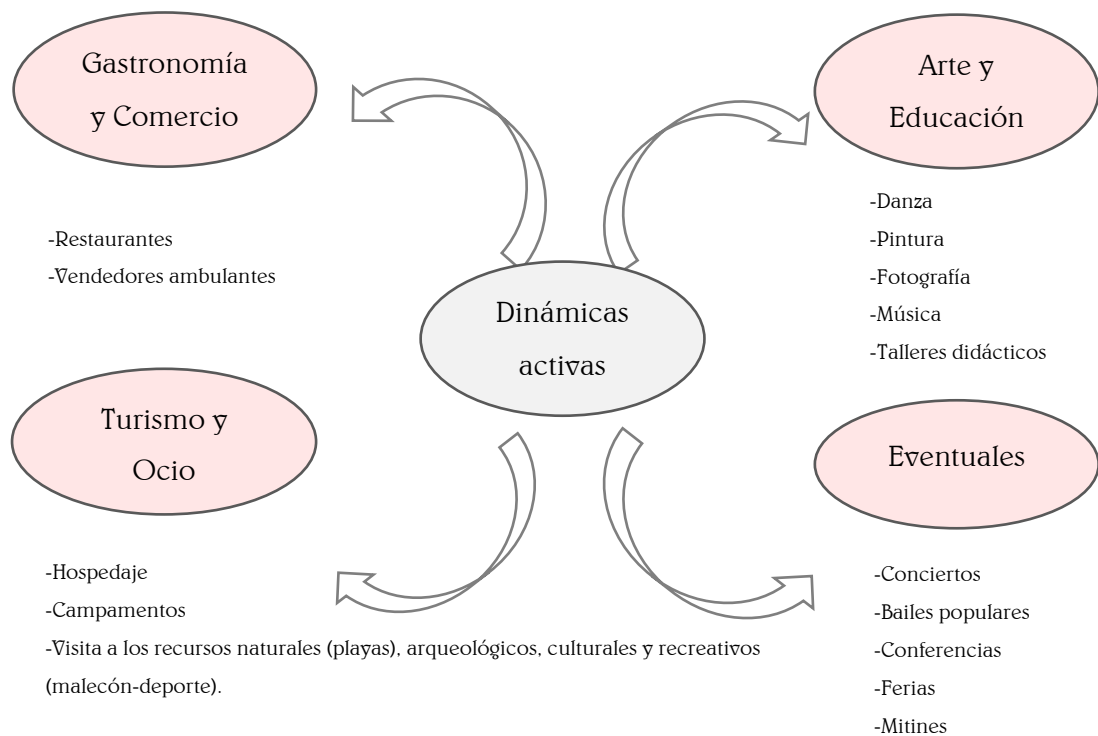 Gastronomía
y Comercio
-Restaurantes
-Vendedores ambulantes
Arte y
Educación
-Danza
-Pintura
-Fotografía
-Música
-Talleres didácticos
Dinámicas
activas
Turismo y
Ocio
-Hospedaje
-Campamentos
-Visita a los recursos naturales (playas), arqueológicos, culturales y recreativos
(malecón-deporte).
Eventuales
-Conciertos
-Bailes populares
-Conferencias
-Ferias
-Mitines